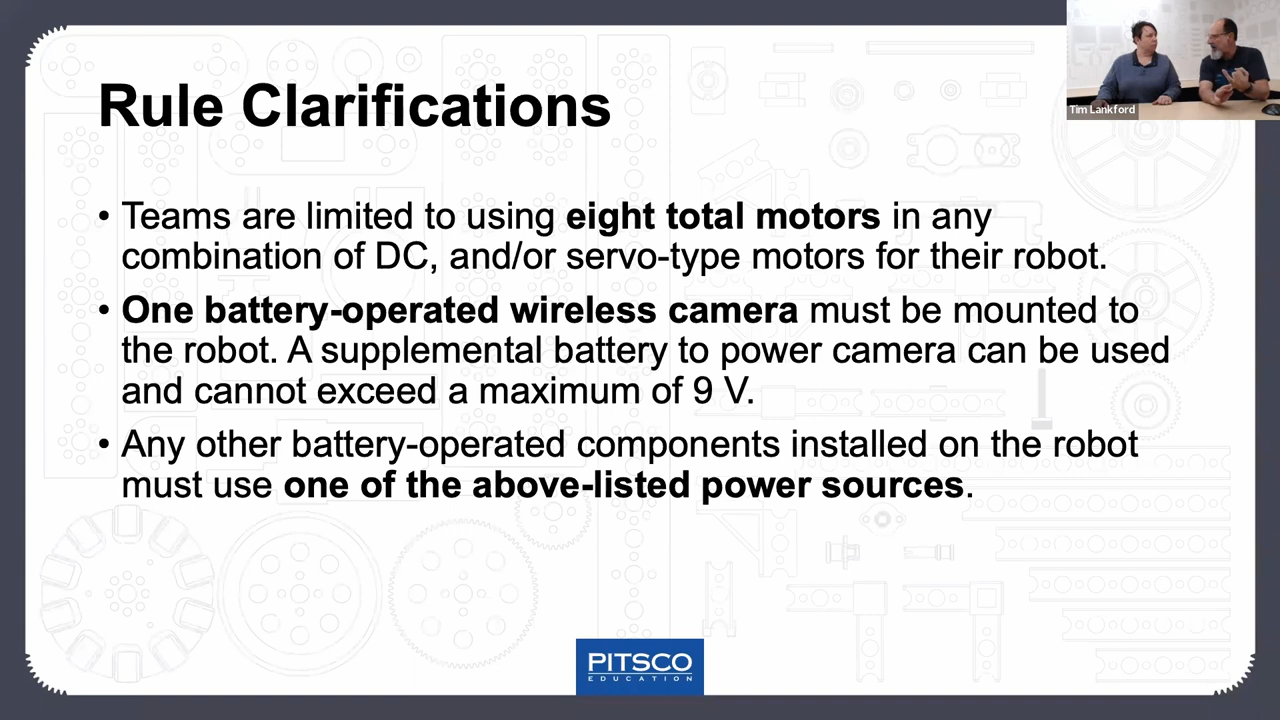 Tim Lankford
Rule Clarifications
• Teams are limited to using eight total motors in any
combination of DC, and/or servo-type motors for their robot.
• One battery-operated wireless camera must be mounted to
the robot. A supplemental battery to power camera can be used
and cannot exceed a maximum of 9 V.
• Any other battery-operated components installed on the robot
must use one of the above-listed power sources.
PITSCO
EDUCATION